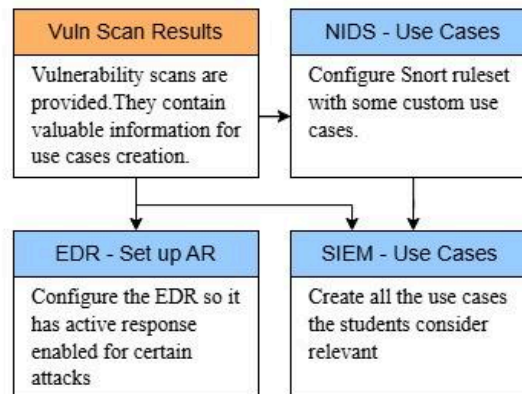 Vuln Scan Results
Vulnerability scans are
provided.They contain
valuable information for
use cases creation.
NIDS - Use Cases
Configure Snort ruleset
with some custom use
cases.
EDR - Set up AR
Configure the EDR so it
has active response
enabled for certain
attacks
SIEM - Use Cases
Create all the use cases
the students consider
relevant